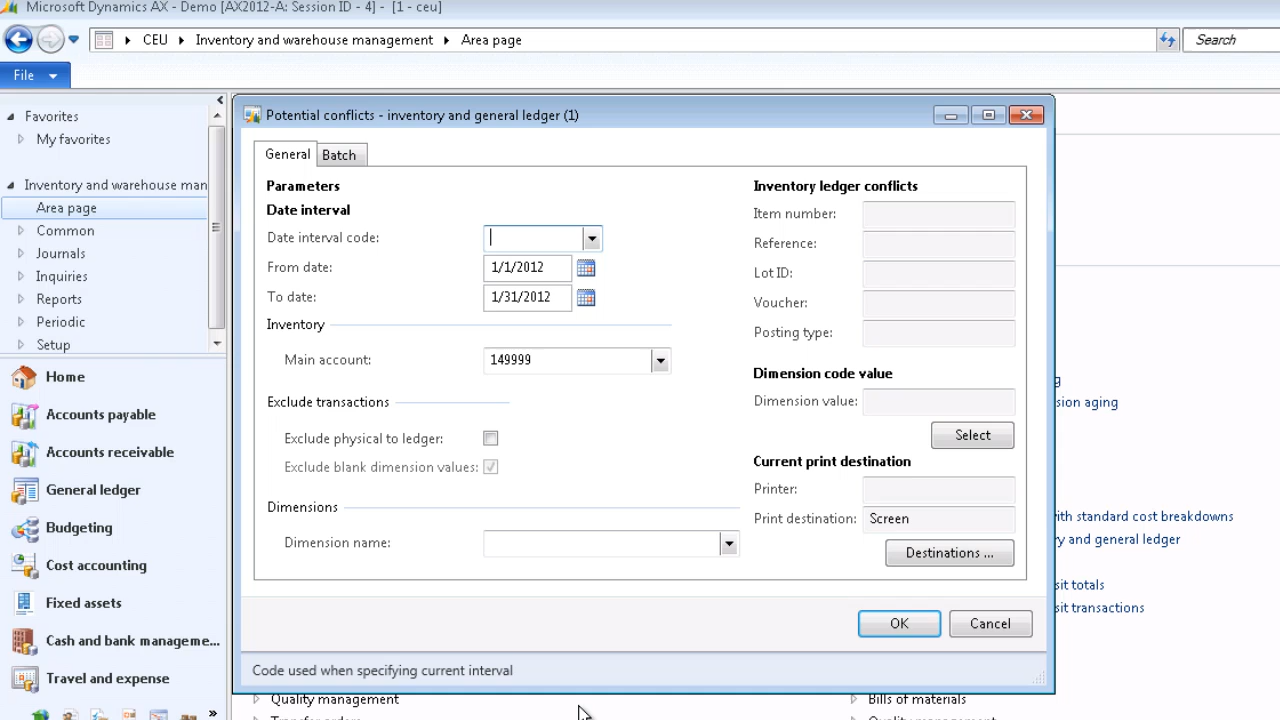 Microsoft Dynamics AX - Demo [AX2012-A: Session ID - 4] - [1 - ceu]
CEU Inventory and warehouse management Area page
Search
File
Favorites
My favorites
Inventory and warehouse man
Area page
Common
Journals
Inquiries
Reports
Periodic
Setup
Home
Accounts payable
Accounts receivable
General ledger
Budgeting
Cost accounting
Fixed assets
Cash and bank manageme...
Travel and expense
»
Potential conflicts - inventory and general ledger (1)
General Batch
Parameters
Date interval
Date interval code:
From date: 1/1/2012
To date: 1/31/2012
Inventory
Main account: 149999
Exclude transactions
Exclude physical to ledger:
Exclude blank dimension values:
Dimensions
Dimension name:
Inventory ledger conflicts
Item number:
Reference:
Lot ID:
Voucher:
Posting type:
Dimension code value
Dimension value:
Select
Current print destination
Printer:
Print destination: Screen
Destinations ...
OK Cancel
Code used when specifying current interval
sion aging
ith standard cost breakdowns
y and general ledger
sit totals
sit transactions
Quality management
Bills of materials
Transfer orders
Quality management